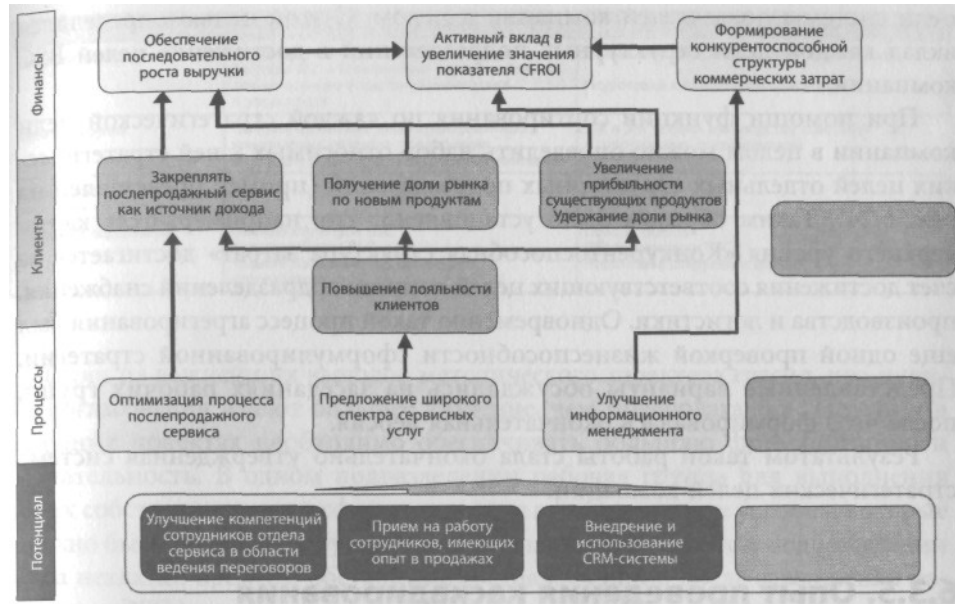 Финансы
Обеспечение
последовательного
роста выручки
Активный вклад в
увеличение значения
показателя CFROI
Формирование
конкурентоспособной
структуры
коммерческих затрат
Клиенты
Закреплять
послепродажный сервис
как источник дохода
Получение доли рынка
по новым продуктам
Увеличение
прибыльности
существующих продуктов
Удержание доли рынка
Повышение лояльности
клиентов
Процессы
Оптимизация процесса
послепродажного
сервиса
Предложение широкого
спектра сервисных
услуг
Улучшение
информационного
менеджмента
Потенциал
Улучшение компетенций
сотрудников отдела
сервиса в области
ведения переговоров
Прием на работу
сотрудников, имеющих
опыт в продажах
Внедрение и
использование
CRM-системы